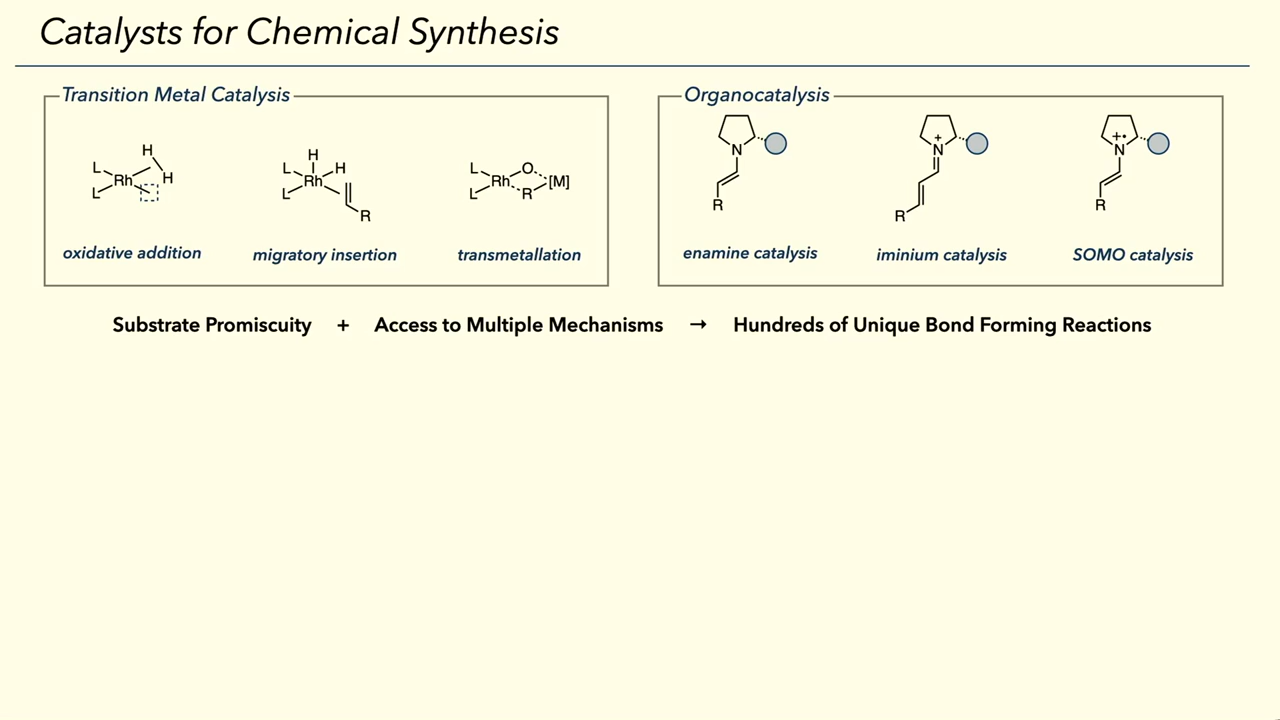 Catalysts for Chemical Synthesis
Transition Metal Catalysis
L L Rh H H
oxidative addition
L L Rh H H R
migratory insertion
L L Rh O R [M]
transmetallation
Organocatalysis
N R
enamine catalysis
+ N R
iminium catalysis
+• N R
SOMO catalysis
Substrate Promiscuity + Access to Multiple Mechanisms → Hundreds of Unique Bond Forming Reactions